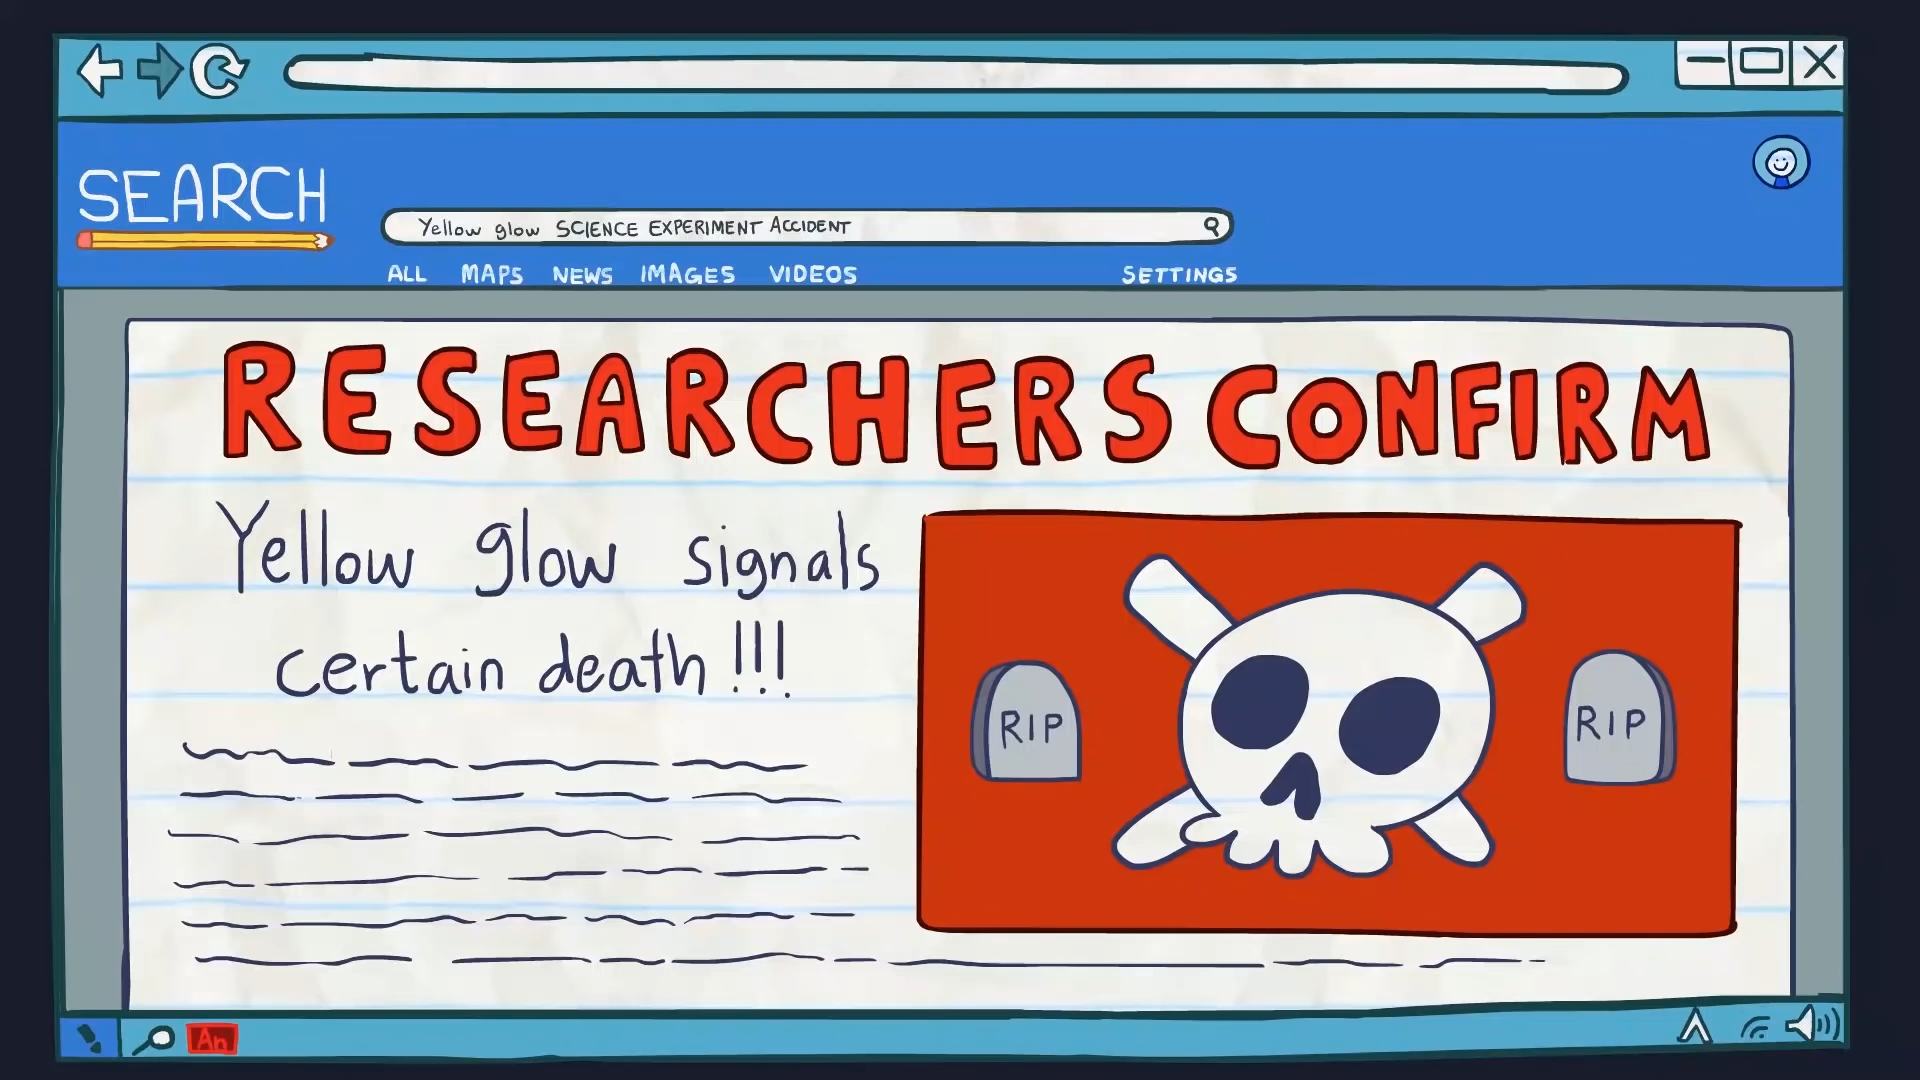 SEARCH
Yellow glow SCIENCE EXPERIMENT ACCIDENT
ALL MAPS NEWS IMAGES VIDEOS SETTINGS
RESEARCHERS CONFIRM
Yellow glow signals
certain death!!!
RIP
RIP
An